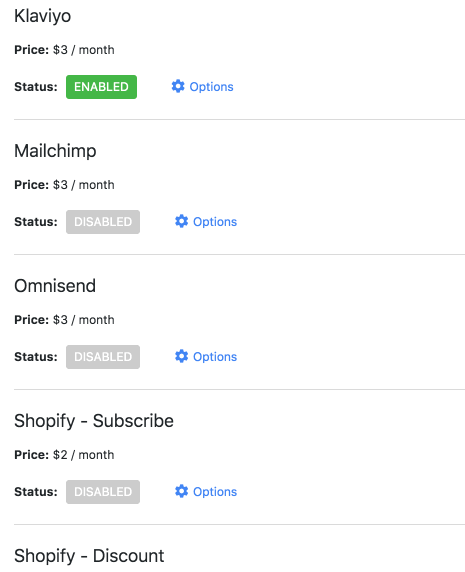 Klaviyo
Price: $3 / month
Status: ENABLED Options
Mailchimp
Price: $3 / month
Status: DISABLED Options
Omnisend
Price: $3 / month
Status: DISABLED Options
Shopify - Subscribe
Price: $2 / month
Status: DISABLED Options
Shopify - Discount